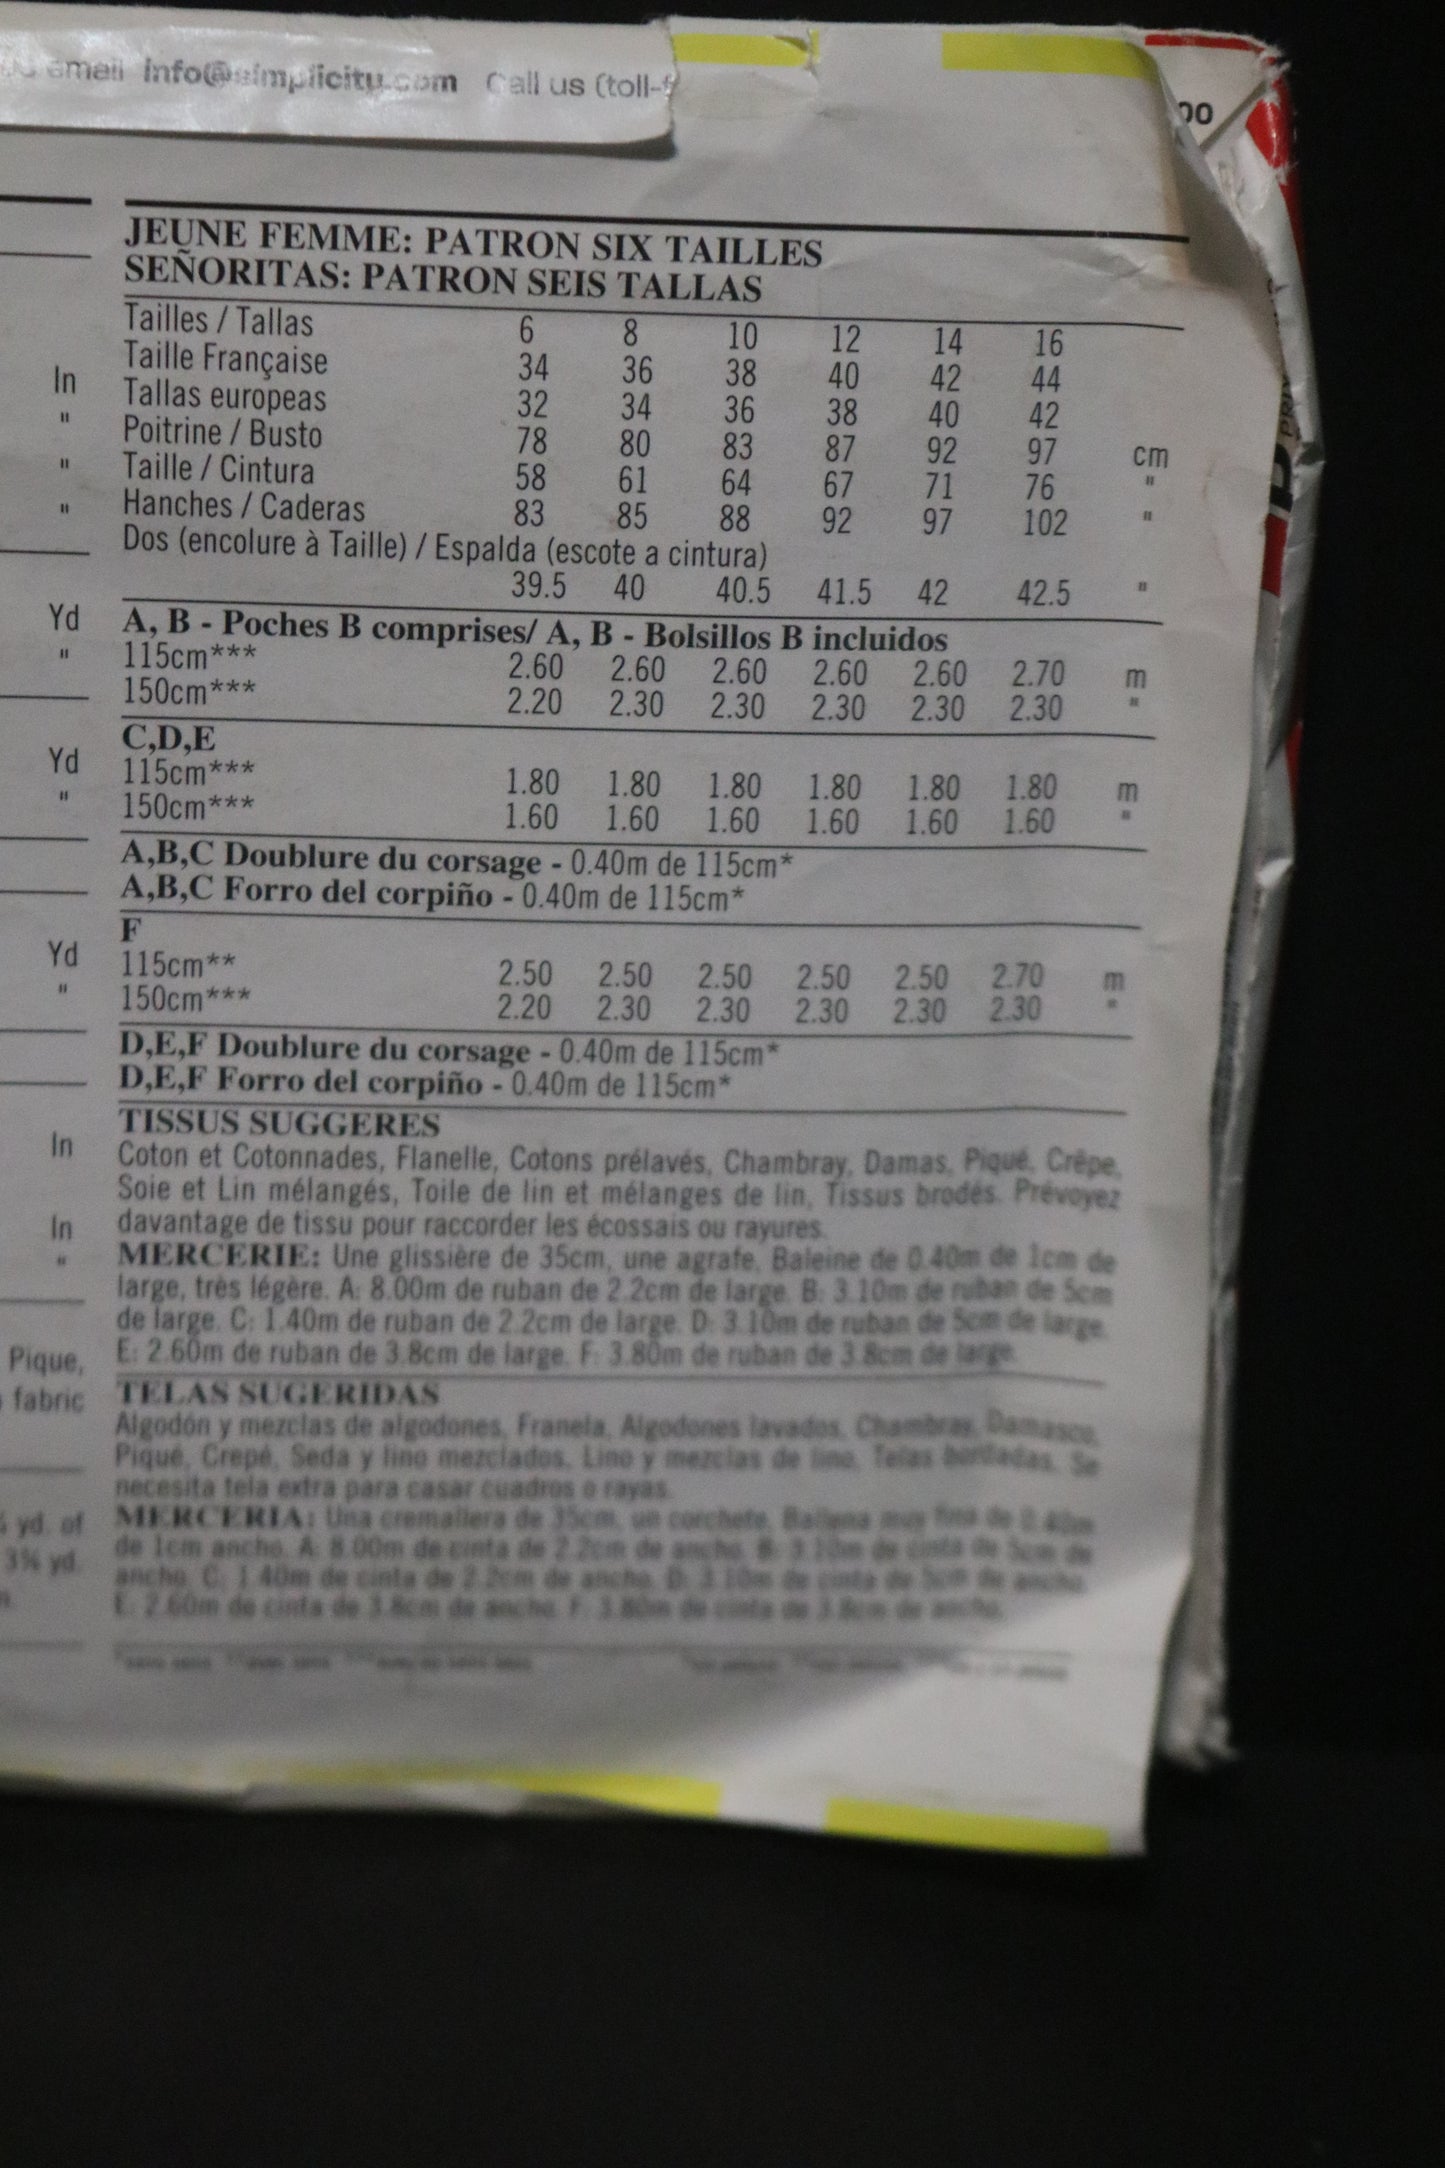 email info@simplicity.com Call us (toll-
00
JEUNE FEMME: PATRON SIX TAILLES
SEÑORITAS: PATRON SEIS TALLAS
Tailles / Tallas 6 8 10 12 14 16
Taille Française 34 36 38 40 42 44
In
Tallas europeas 32 34 36 38 40 42
"
Poitrine / Busto 78 80 83 87 92 97 cm
"
Taille / Cintura 58 61 64 67 71 76 "
"
Hanches / Caderas 83 85 88 92 97 102 "
Dos (encolure à Taille) / Espalda (escote a cintura)
39.5 40 40.5 41.5 42 42.5 "
Yd
A, B - Poches B comprises/ A, B - Bolsillos B incluidos
"
115cm*** 2.60 2.60 2.60 2.60 2.60 2.70 m
150cm*** 2.20 2.30 2.30 2.30 2.30 2.30 "
C,D,E
Yd
115cm*** 1.80 1.80 1.80 1.80 1.80 1.80 m
"
150cm*** 1.60 1.60 1.60 1.60 1.60 1.60 "
A,B,C Doublure du corsage - 0.40m de 115cm*
A,B,C Forro del corpiño - 0.40m de 115cm*
F
Yd
115cm** 2.50 2.50 2.50 2.50 2.50 2.70 m
"
150cm*** 2.20 2.30 2.30 2.30 2.30 2.30 "
D,E,F Doublure du corsage - 0.40m de 115cm*
D,E,F Forro del corpiño - 0.40m de 115cm*
TISSUS SUGGERES
In
Coton et Cotonnades, Flanelle, Cotons prélavés, Chambray, Damas, Piqué, Crêpe,
Soie et Lin mélangés, Toile de lin et mélanges de lin, Tissus brodés. Prévoyez
In
davantage de tissu pour raccorder les écossais ou rayures.
"
MERCERIE: Une glissière de 35cm, une agrafe, Baleine de 0.40m de 1cm de
large, très légère. A: 8.00m de ruban de 2.2cm de large. B: 3.10m de ruban de 5cm
de large. C: 1.40m de ruban de 2.2cm de large. D: 3.10m de ruban de 5cm de large.
Pique,
E: 2.60m de ruban de 3.8cm de large. F: 3.80m de ruban de 3.8cm de large.
fabric
TELAS SUGERIDAS
Algodón y mezclas de algodones, Franela, Algodones lavados, Chambray, Damasco,
Piqué, Crepé, Seda y lino mezclados, Lino y mezclas de lino, Telas bordadas. Se
necesita tela extra para casar cuadros o rayas.
yd. of
MERCERIA: Una cremallera de 35cm, un corchete, Ballena muy fina de 0.40m
3⅜ yd.
de 1cm ancho. A: 8.00m de cinta de 2.2cm de ancho. B: 3.10m de cinta de 5cm de
ancho. C: 1.40m de cinta de 2.2cm de ancho. D: 3.10m de cinta de 5cm de ancho.
E: 2.60m de cinta de 3.8cm de ancho. F: 3.80m de cinta de 3.8cm de ancho.